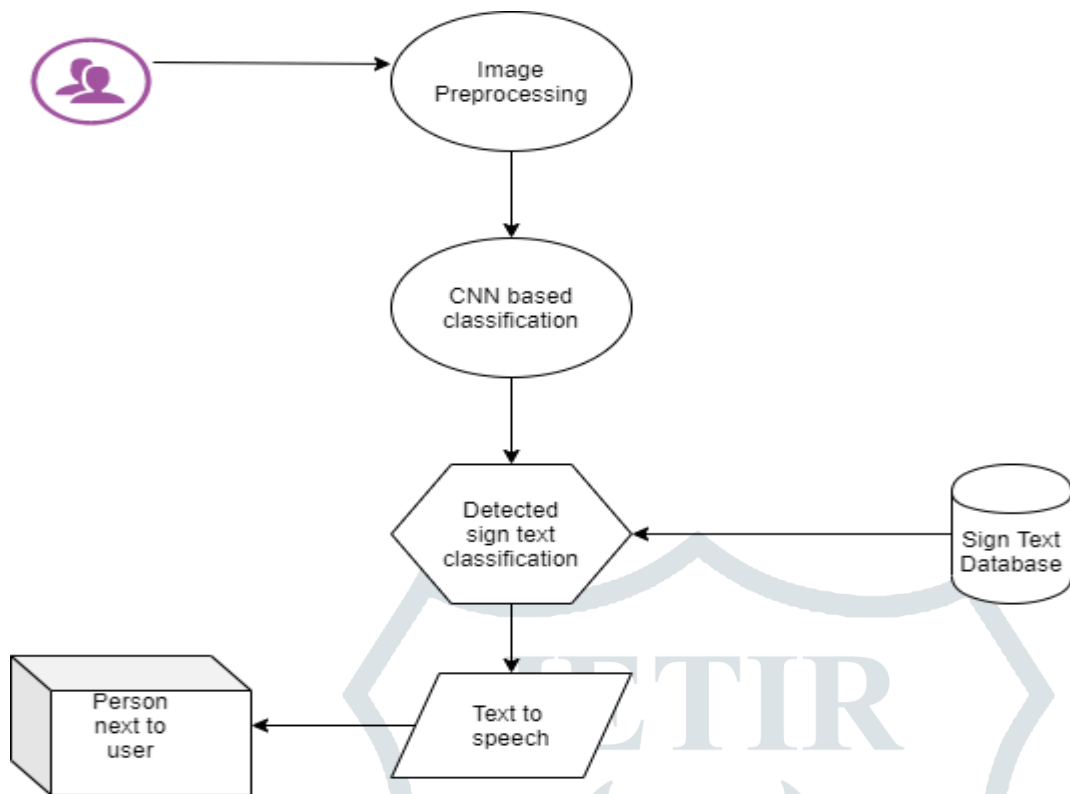 Image
Preprocessing
CNN based
classification
Detected
sign text
classification
Sign Text
Database
Person
next to
user
Text to
speech
JETIR